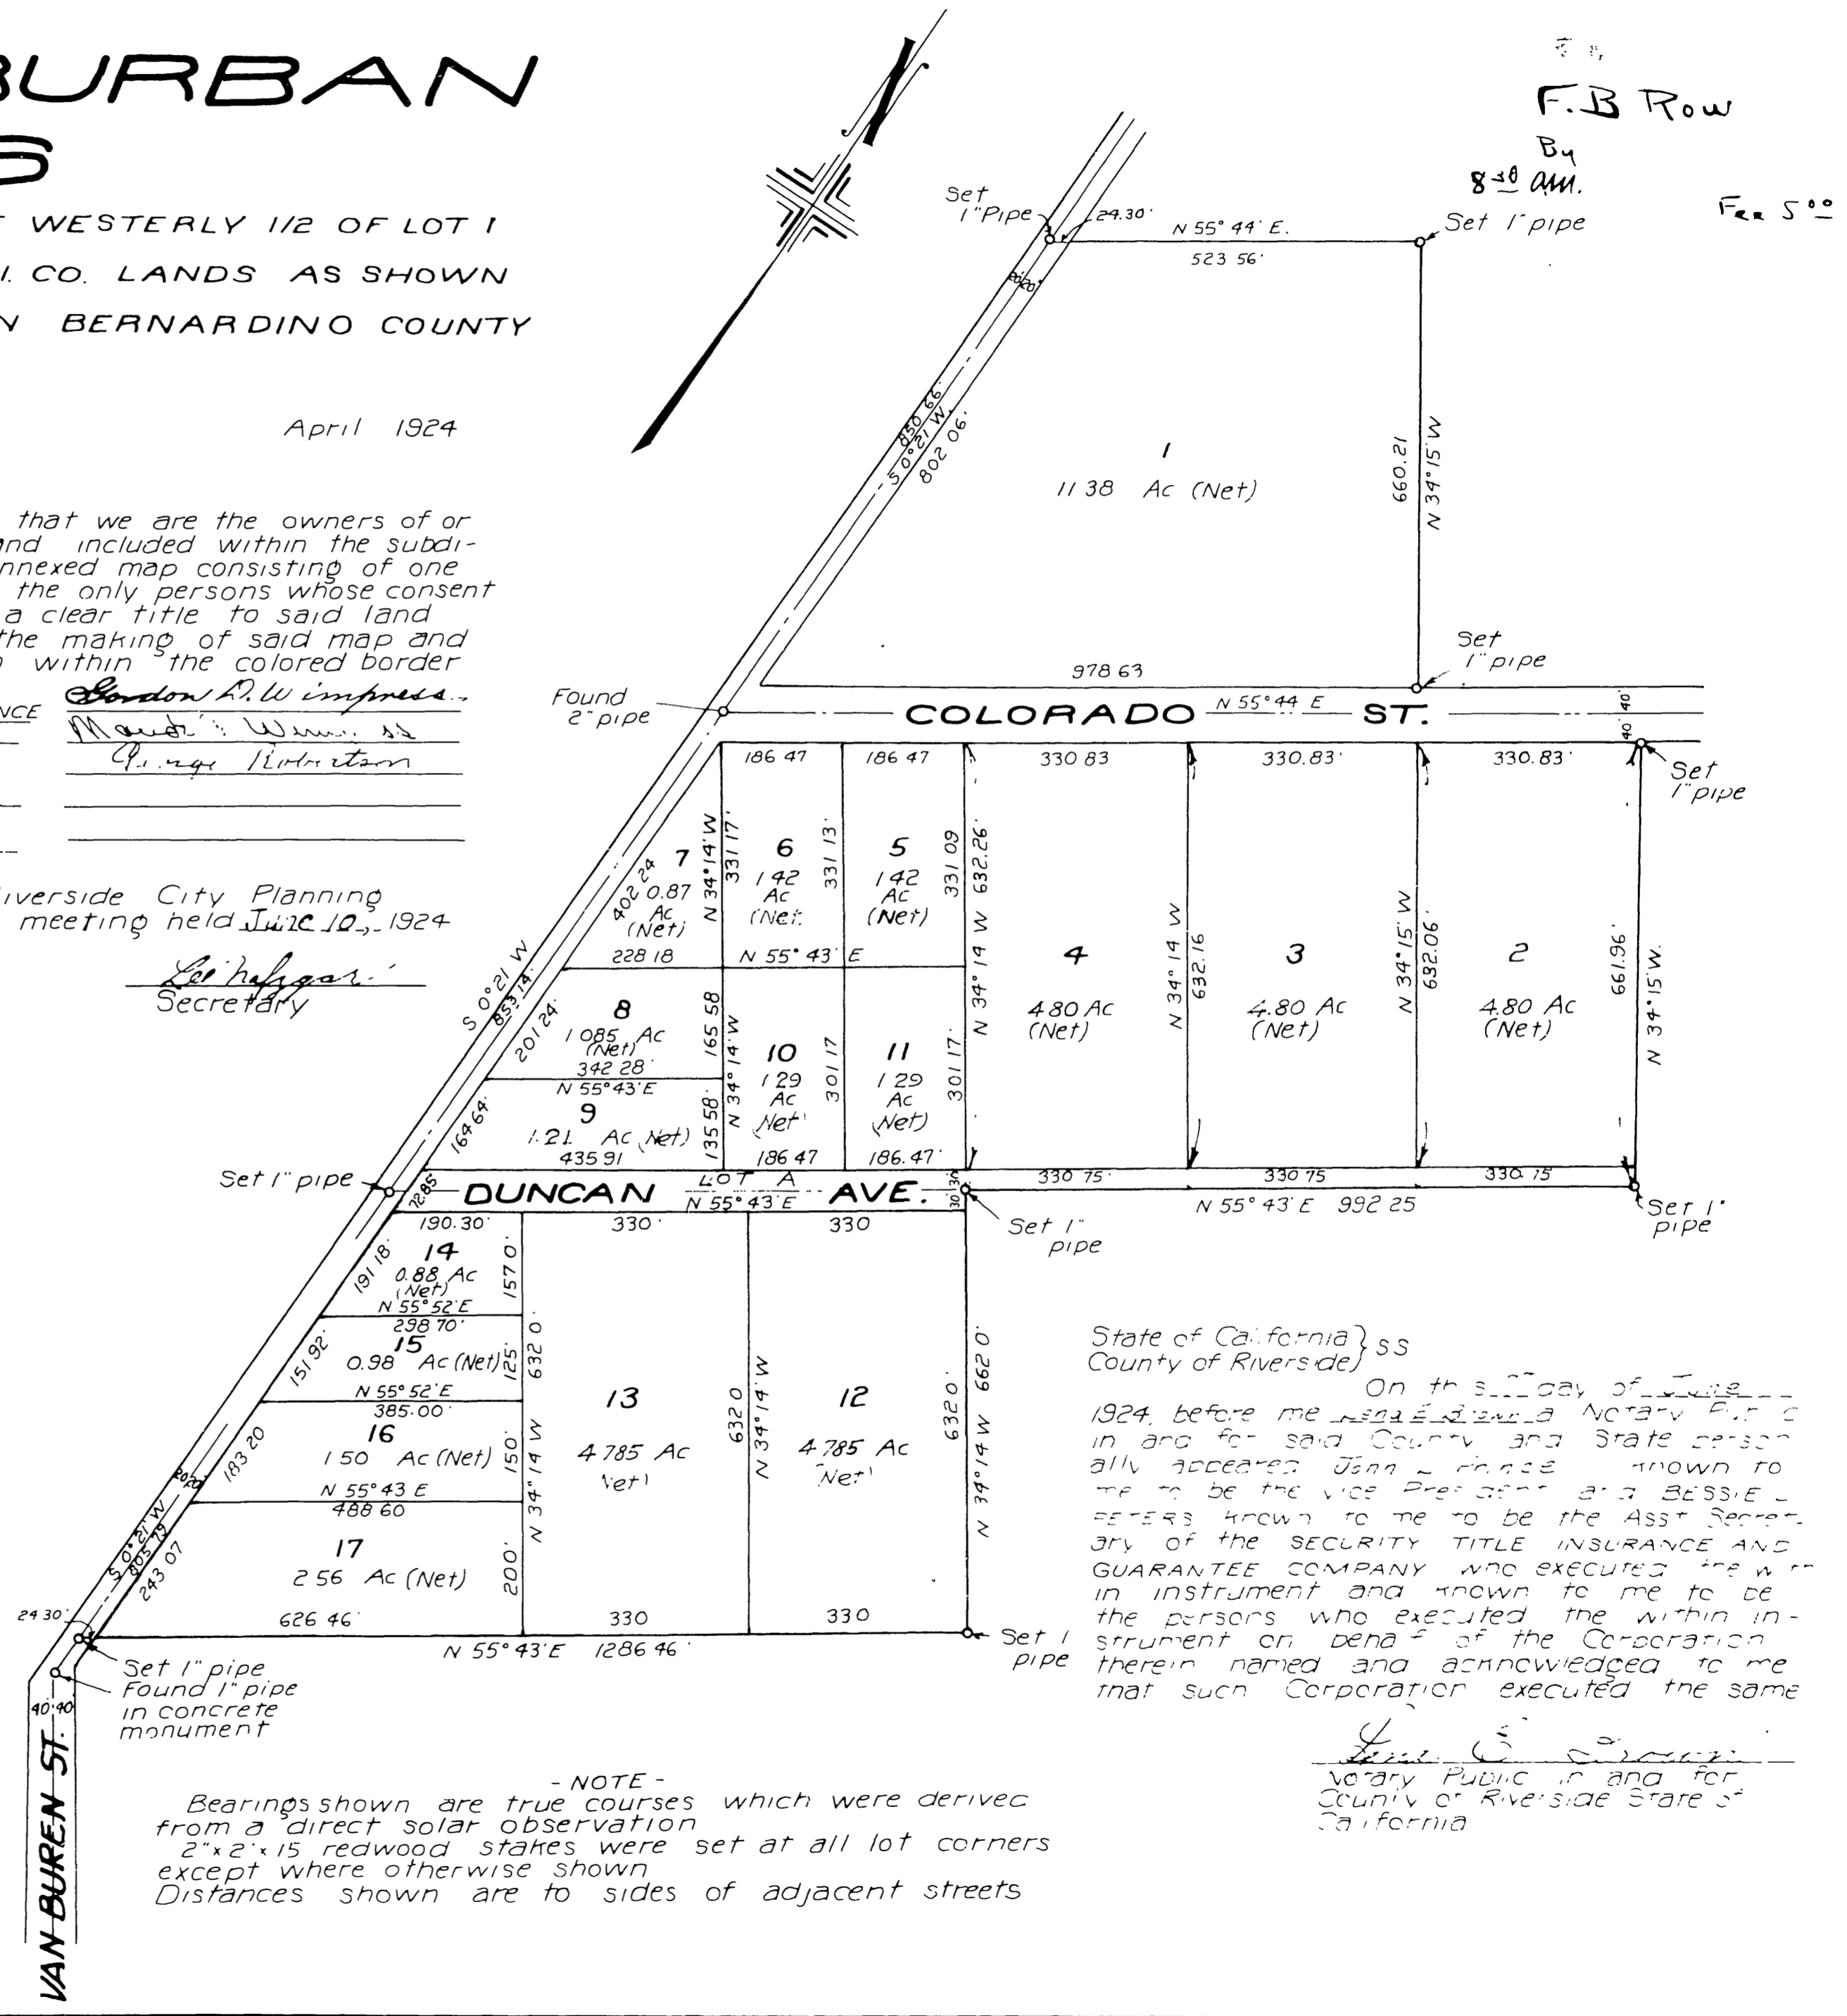 BURBAN
S
WESTERLY 1/2 OF LOT 1
I. CO. LANDS AS SHOWN
N BERNARDINO COUNTY
April 1924
that we are the owners of or
and included within the subdi-
nnexed map consisting of one
the only persons whose consent
a clear title to said land
the making of said map and
within the colored border
NCE Gordon D. Wimpress
George Robertson
iverside City Planning
meeting held June 10, 1924
Secretary
F.B Row
By
8 30 am.
Fee 5 00
Set
1" Pipe
24.30'
N 55° 44' E.
523 56'
Set 1" pipe
20' 20'
850 66'
S 0° 21' W
802 06'
1
11 38 Ac (Net)
660.21
N 34° 15' W
Set
1" pipe
978 63
Found
2" pipe
COLORADO ST.
N 55° 44 E
40' 40'
Set
1" pipe
186 47
186 47
330 83
330.83'
330.83'
7
0.87
Ac
(Net)
402 24
N 34° 14' W
331 17'
6
1 42
Ac
(Net.
331 13'
5
1 42
Ac
(Net)
331 09
N 34° 14 W 632.26'
4
4 80 Ac
(Net)
N 34° 14 W
632.16
3
4.80 Ac
(Net)
N 34° 15' W
632.06'
2
4.80 Ac
(Net)
661.96'
N 34° 15' W.
228 18
N 55° 43' E
S 0° 21' W
853 14'
201 24'
8
1 085 Ac
(Net)
342 28'
165 58
N 34° 14' W
N 55° 43' E
9
1.21 Ac (Net)
435 91
164 64'
135 58'
10
1 29
Ac
Net
301 17
186 47
11
1 29
Ac
(Net)
301 17'
186.47'
330 75'
330 75
330 75
N 55° 43' E 992 25
Set 1"
pipe
Set 1" pipe
72 85
DUNCAN AVE.
LOT A
N 55° 43' E
30' 30'
Set 1"
pipe
190.30'
330'
330
14
0.88 Ac
(Net)
191 18'
157 0'
N 55° 52' E
298 70'
15
0.98 Ac (Net)
151 92'
125'
N 55° 52' E
385.00'
16
1 50 Ac (Net)
183 20
150'
N 55° 43 E
488 60
17
2 56 Ac (Net)
243 07
200'
20' 20'
S 0° 21' W
805 79
632 0'
N 34° 14' W
13
4 785 Ac
Net
632 0
N 34° 14' W
12
4 785 Ac
Net
632 0'
N 34° 14 W 662 0'
626 46'
330
330
N 55° 43' E 1286 46'
Set 1
pipe
24 30'
Set 1" pipe
Found 1" pipe
in concrete
monument
40' 40'
VAN BUREN ST.
State of California } SS
County of Riverside
On this day of June
1924, before me a Notary Public
in and for said County and State person
ally appeared known to
me to be the Vice President and BESSIE
PETERS known to me to be the Asst Secret-
ary of the SECURITY TITLE INSURANCE AND
GUARANTEE COMPANY who executed the with
in instrument and known to me to be
the persons who executed the within in-
strument on behalf of the Corporation
therein named and acknowledged to me
that such Corporation executed the same
Notary Public in and for
County of Riverside State of
California
- NOTE -
Bearings shown are true courses which were derived
from a direct solar observation
2" x 2" x 15 redwood stakes were set at all lot corners
except where otherwise shown
Distances shown are to sides of adjacent streets